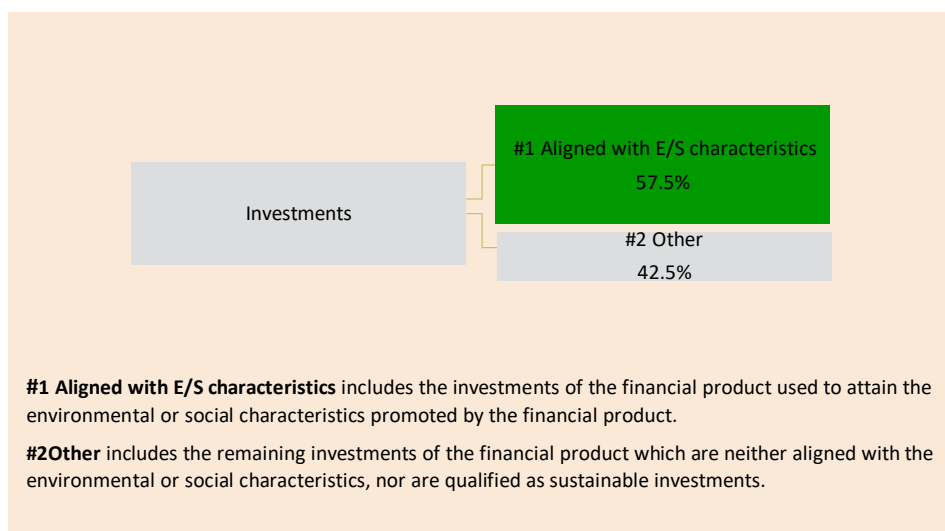 #1 Aligned with E/S characteristics
57.5%
Investments
#2 Other
42.5%
#1 Aligned with E/S characteristics includes the investments of the financial product used to attain the
environmental or social characteristics promoted by the financial product.
#2Other includes the remaining investments of the financial product which are neither aligned with the
environmental or social characteristics, nor are qualified as sustainable investments.